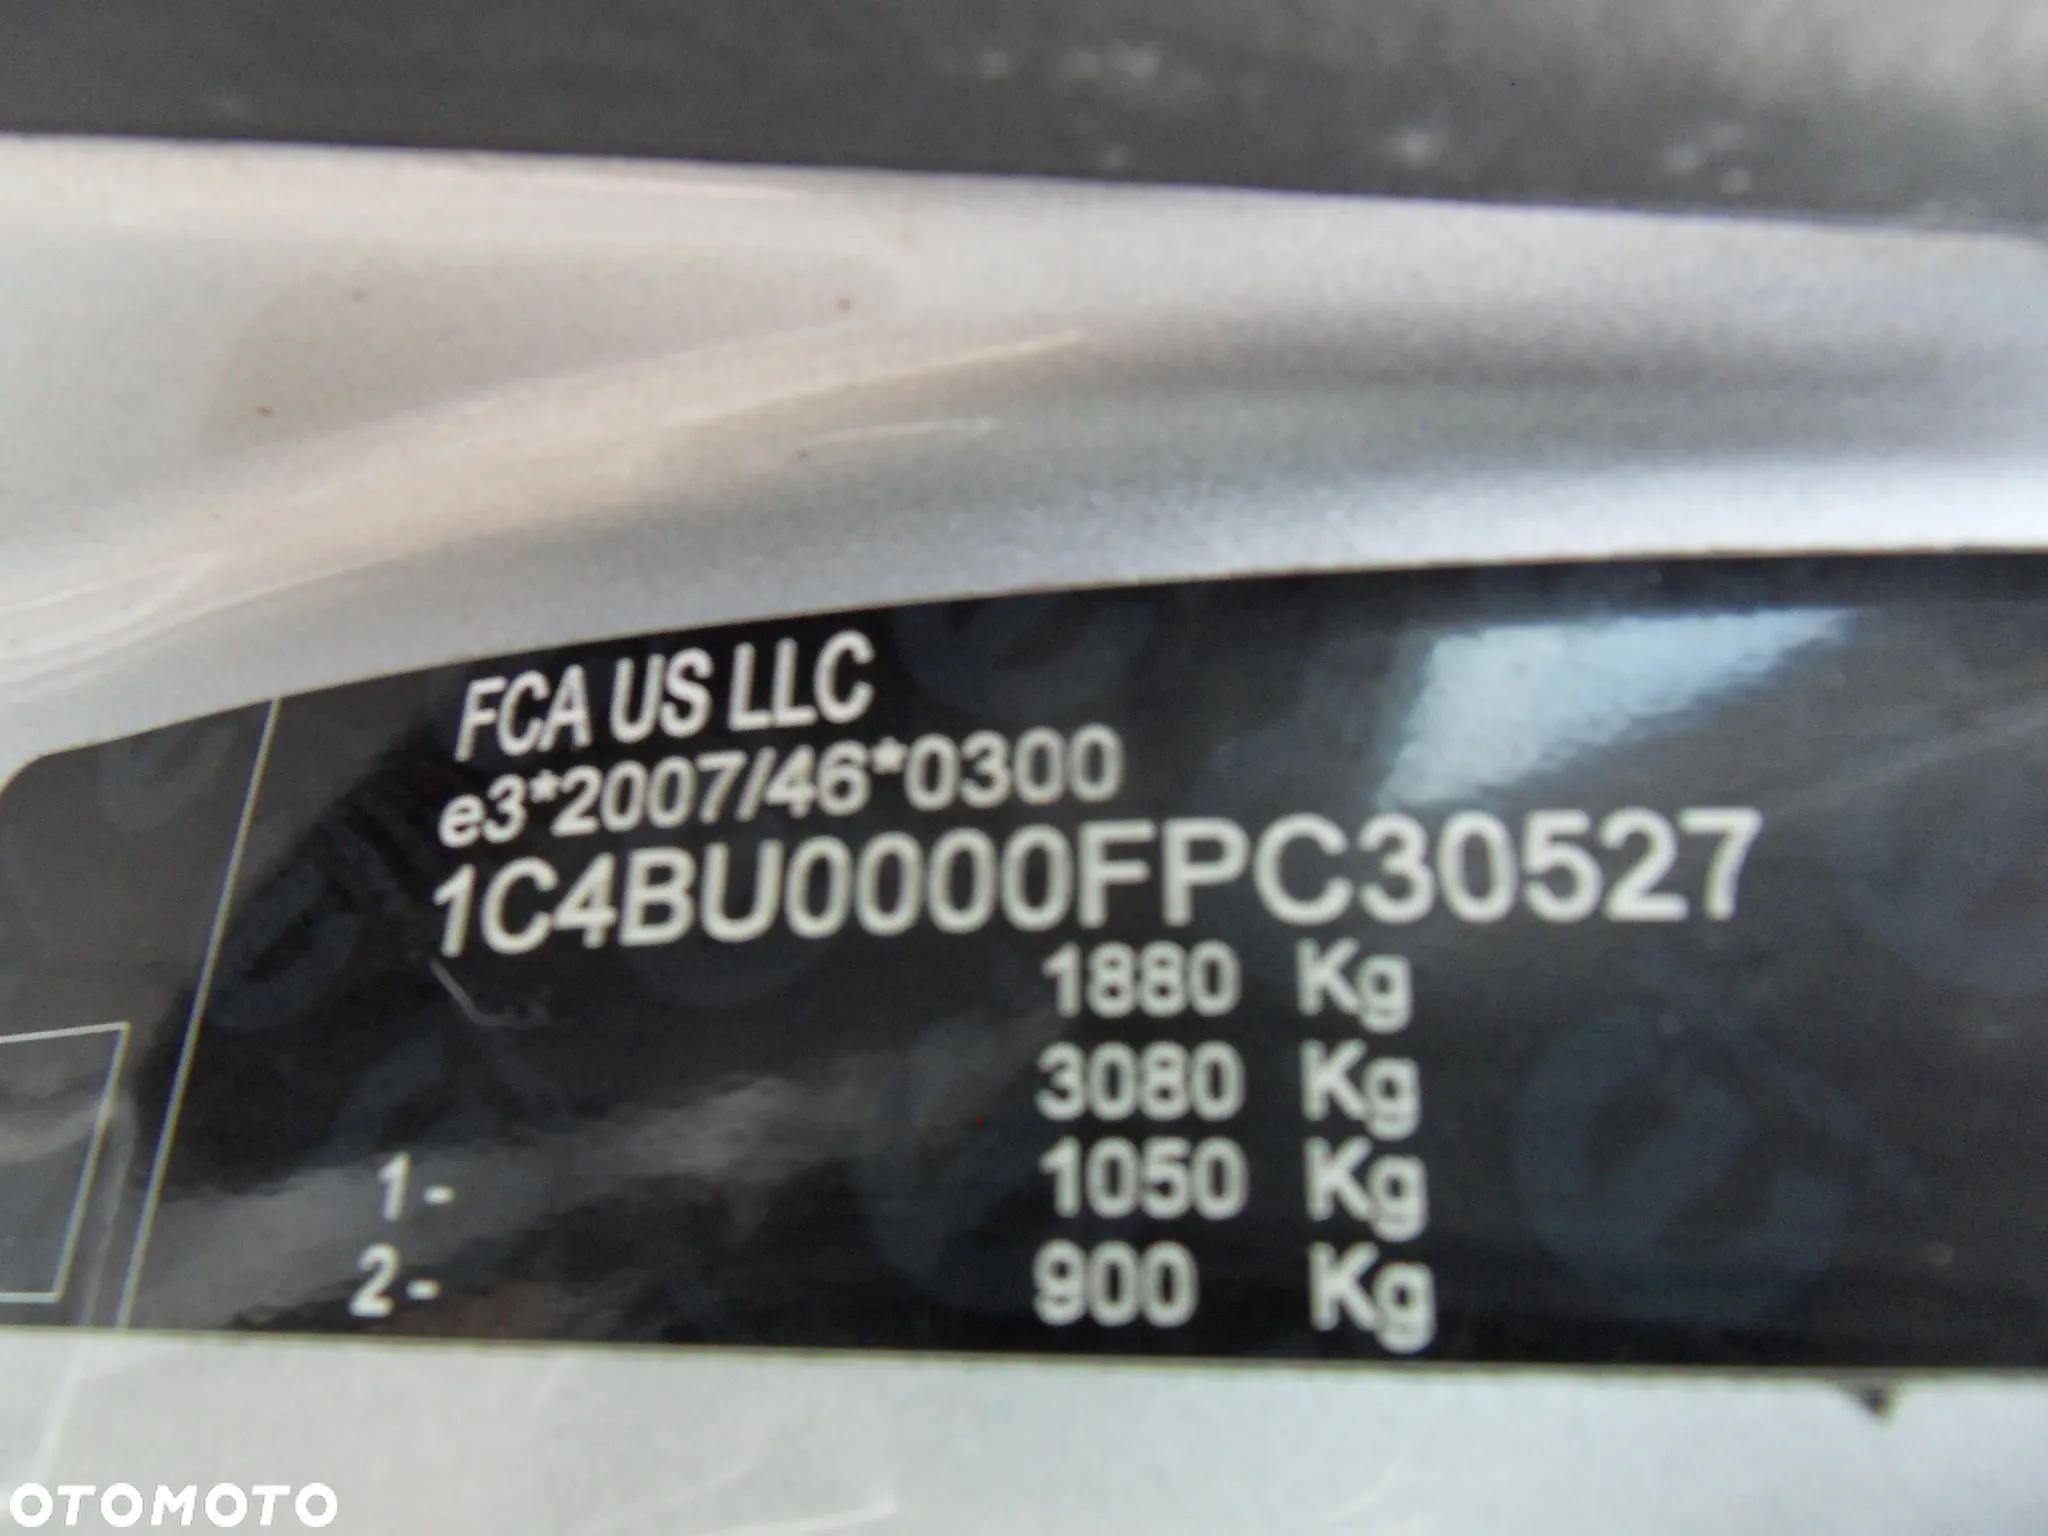 FCA US LLC
e3*2007/46*0300
1C4BU0000FPC30527
1880 Kg
3080 Kg
1- 1050 Kg
2- 900 Kg
OTOMOTO